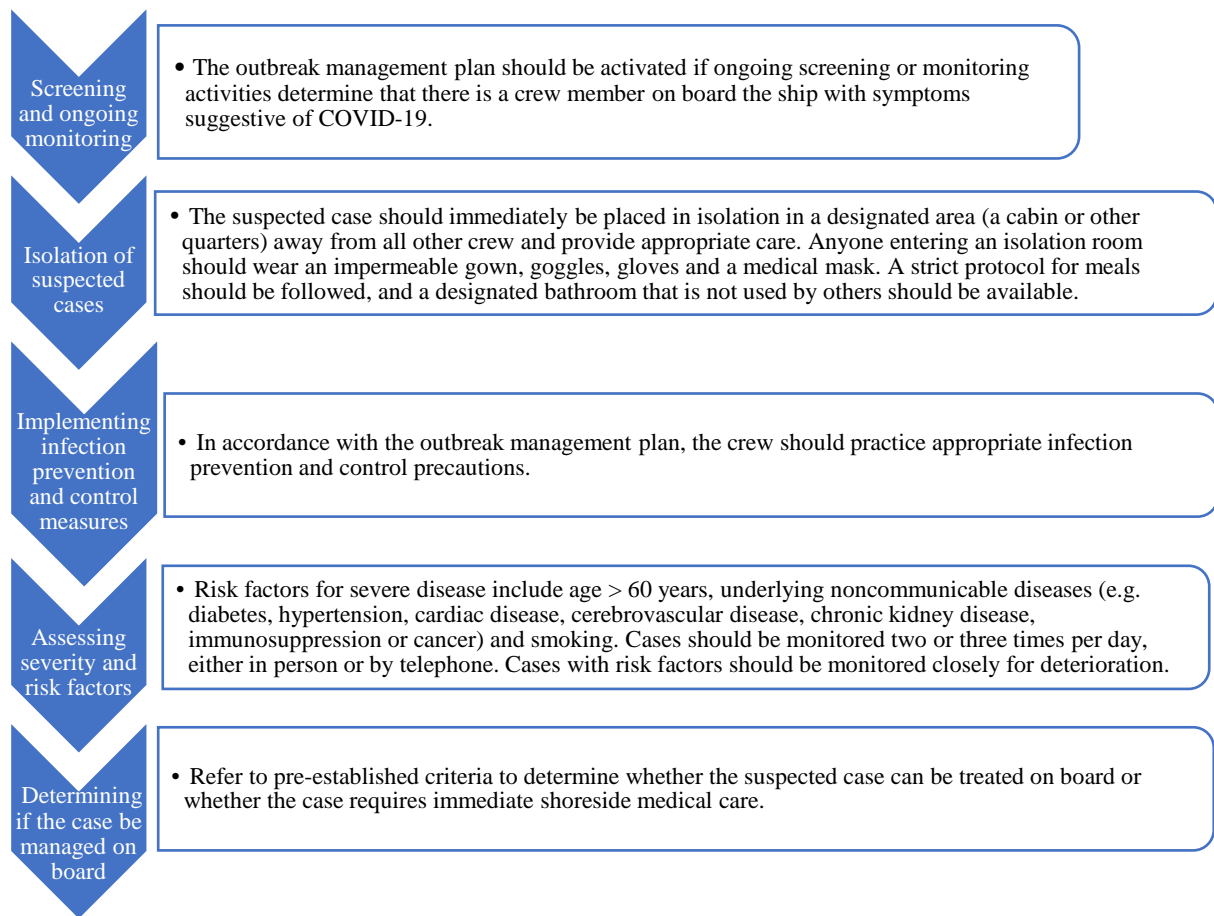 Screening
and ongoing
monitoring
• The outbreak management plan should be activated if ongoing screening or monitoring
activities determine that there is a crew member on board the ship with symptoms
suggestive of COVID-19.
Isolation of
suspected
cases
• The suspected case should immediately be placed in isolation in a designated area (a cabin or other
quarters) away from all other crew and provide appropriate care. Anyone entering an isolation room
should wear an impermeable gown, goggles, gloves and a medical mask. A strict protocol for meals
should be followed, and a designated bathroom that is not used by others should be available.
Implementing
infection
prevention
and control
measures
• In accordance with the outbreak management plan, the crew should practice appropriate infection
prevention and control precautions.
Assessing
severity and
risk factors
• Risk factors for severe disease include age > 60 years, underlying noncommunicable diseases (e.g.
diabetes, hypertension, cardiac disease, cerebrovascular disease, chronic kidney disease,
immunosuppression or cancer) and smoking. Cases should be monitored two or three times per day,
either in person or by telephone. Cases with risk factors should be monitored closely for deterioration.
Determining
if the case be
managed on
board
• Refer to pre-established criteria to determine whether the suspected case can be treated on board or
whether the case requires immediate shoreside medical care.